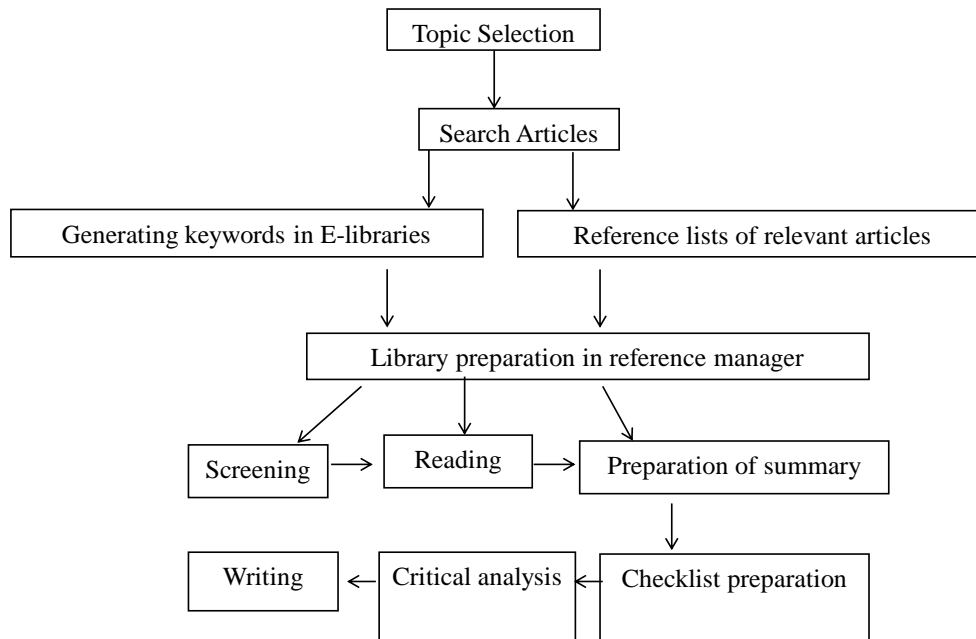 Topic Selection
Search Articles
Generating keywords in E-libraries
Reference lists of relevant articles
Library preparation in reference manager
Screening
Reading
Preparation of summary
Writing
Critical analysis
Checklist preparation